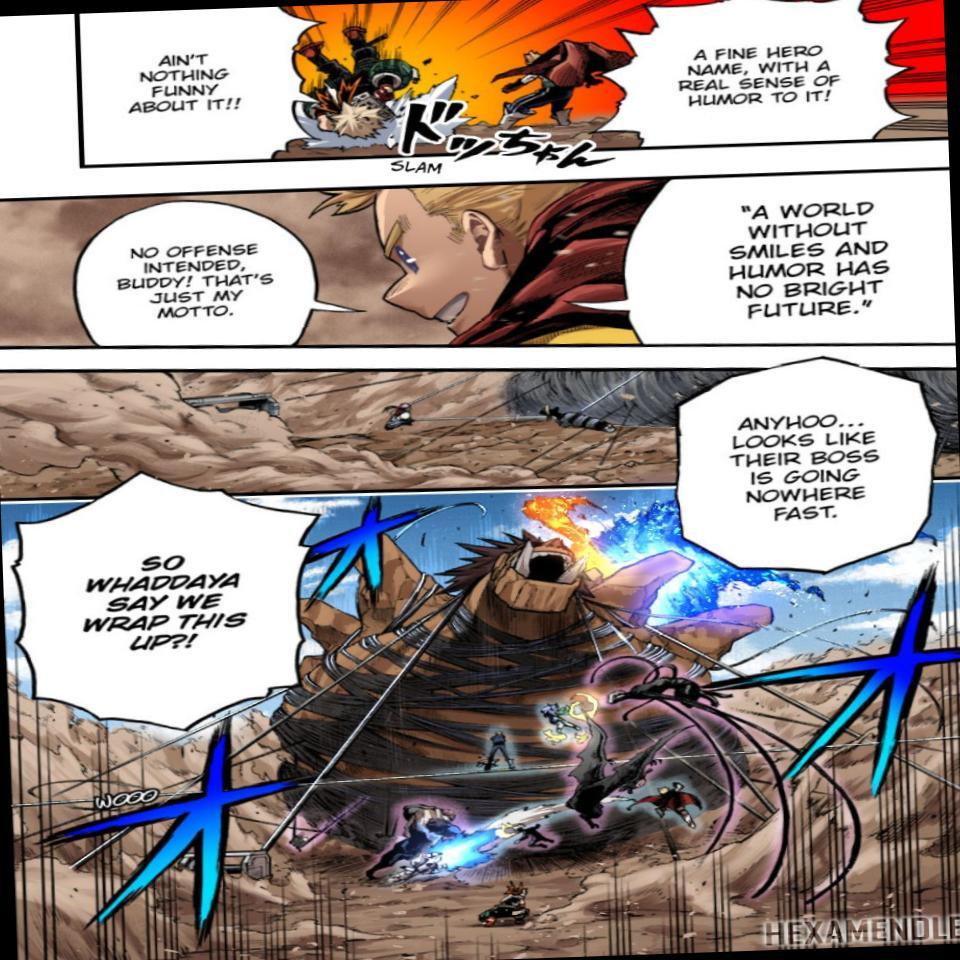 A FINE HERO
NAME, WITH A
REAL SENSE OF
HUMOR TO IT!
AIN'T
NOTHING
FUNNY
ABOUT IT!!
ドッちゃん
SLAM
"A WORLD
WITHOUT
SMILES AND
HUMOR HAS
NO BRIGHT
FUTURE."
NO OFFENSE
INTENDED,
BUDDY! THAT'S
JUST MY
MOTTO.
ANYHOO...
LOOKS LIKE
THEIR BOSS
IS GOING
NOWHERE
FAST.
SO
WHADDAYA
SAY WE
WRAP THIS
UP?!
WOOO
HEXAMENDLE